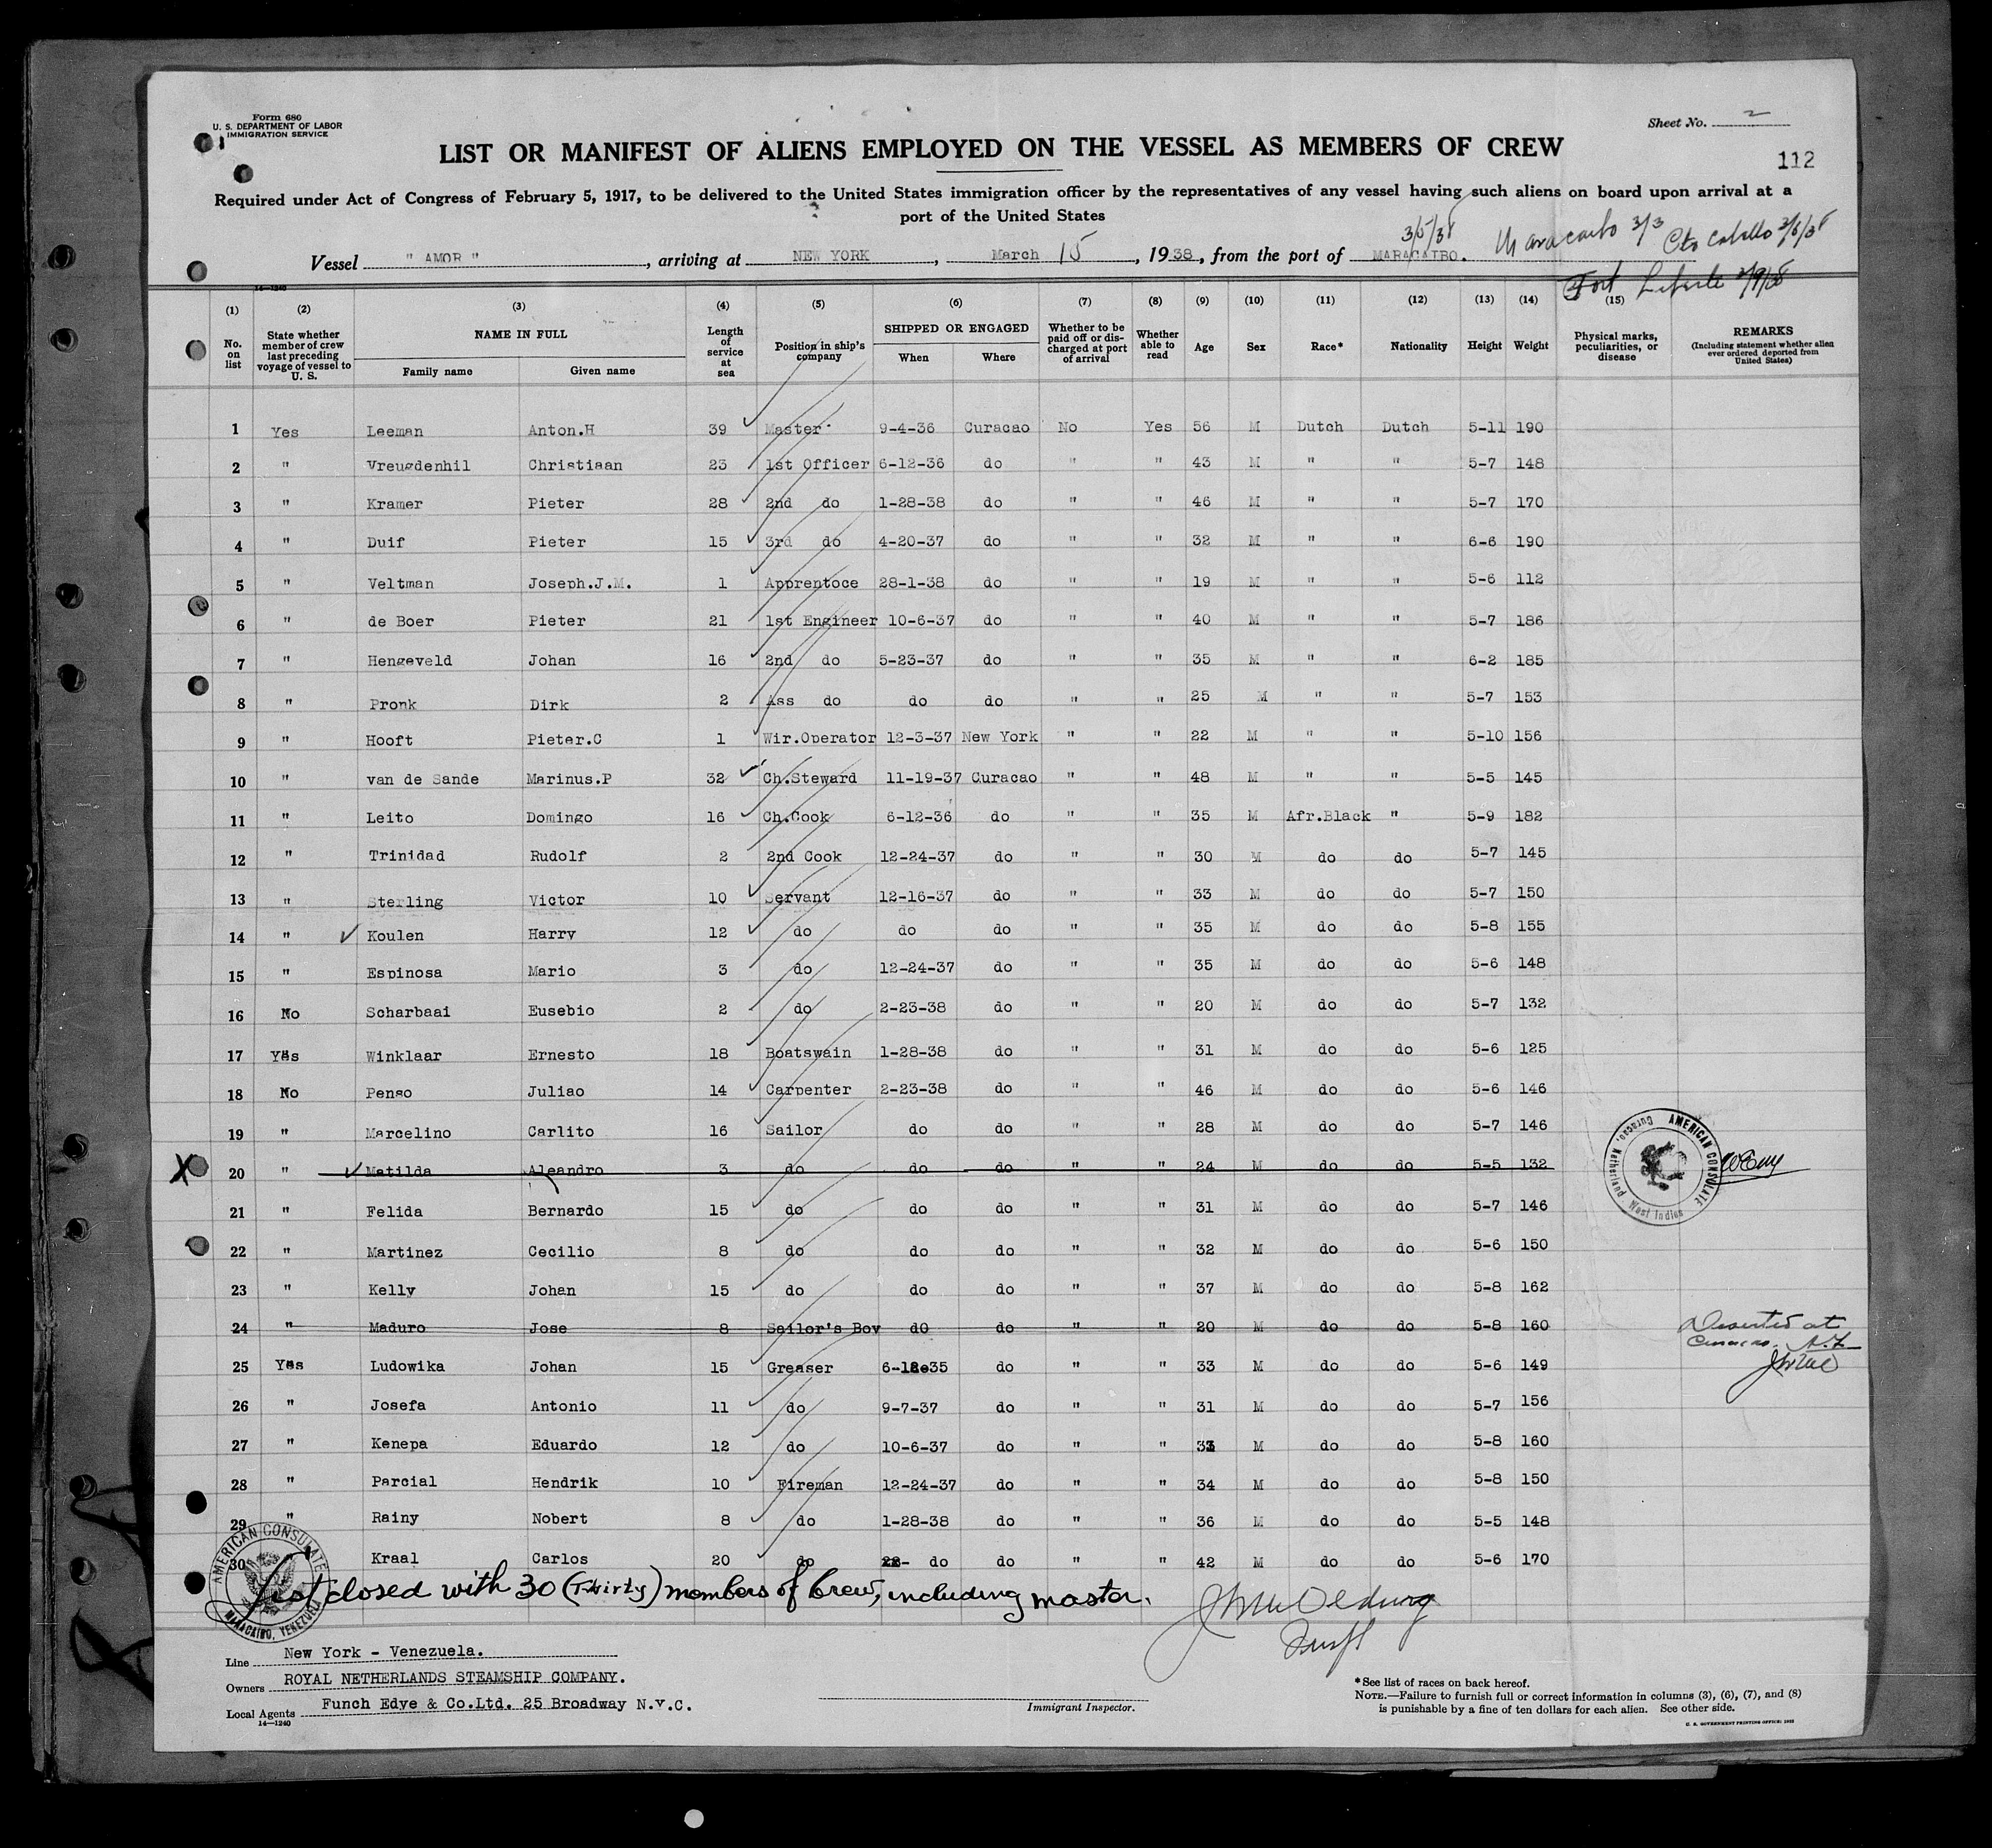 Form 680
U. S. DEPARTMENT OF LABOR
IMMIGRATION SERVICE
Sheet No. 2
LIST OR MANIFEST OF ALIENS EMPLOYED ON THE VESSEL AS MEMBERS OF CREW
112
Required under Act of Congress of February 5, 1917, to be delivered to the United States immigration officer by the representatives of any vessel having such aliens on board upon arrival at a
port of the United States
3/5/38 Maracaibo 3/3 Pto Cabello 3/6/38
Vessel " AMOR ", arriving at NEW YORK, March 15, 1938, from the port of MARACAIBO.
Fort Liberte 3/9/38
14-1240
(1) (2) (3) (4) (5) (6) (7) (8) (9) (10) (11) (12) (13) (14) (15)
No. on list State whether member of crew last preceding voyage of vessel to U. S. NAME IN FULL Length of service at sea Position in ship's company SHIPPED OR ENGAGED Whether to be paid off or discharged at port of arrival Whether able to read Age Sex Race* Nationality Height Weight Physical marks, peculiarities, or disease REMARKS (Including statement whether alien ever ordered deported from United States)
Family name Given name When Where
1 Yes Leeman Anton.H 39 Master 9-4-36 Curacao No Yes 56 M Dutch Dutch 5-11 190
2 " Vreugdenhil Christiaan 23 1st Officer 6-12-36 do " " 43 M " " 5-7 148
3 " Kramer Pieter 28 2nd do 1-28-38 do " " 46 M " " 5-7 170
4 " Duif Pieter 15 3rd do 4-20-37 do " " 32 M " " 6-6 190
5 " Veltman Joseph.J.M. 1 Apprentoce 28-1-38 do " " 19 M " " 5-6 112
6 " de Boer Pieter 21 1st Engineer 10-6-37 do " " 40 M " " 5-7 186
7 " Hengeveld Johan 16 2nd do 5-23-37 do " " 35 M " " 6-2 185
8 " Pronk Dirk 2 Ass do do do " " 25 M " " 5-7 153
9 " Hooft Pieter.C 1 Wir.Operator 12-3-37 New York " " 22 M " " 5-10 156
10 " van de Sande Marinus.P 32 Ch.Steward 11-19-37 Curacao " " 48 M " " 5-5 145
11 " Leito Domingo 16 Ch.Cook 6-12-36 do " " 35 M Afr.Black " 5-9 182
12 " Trinidad Rudolf 2 2nd Cook 12-24-37 do " " 30 M do do 5-7 145
13 " Sterling Victor 10 Servant 12-16-37 do " " 33 M do do 5-7 150
14 " Koulen Harry 12 do do do " " 35 M do do 5-8 155
15 " Espinosa Mario 3 do 12-24-37 do " " 35 M do do 5-6 148
16 No Scharbaai Eusebio 2 do 2-23-38 do " " 20 M do do 5-7 132
17 Yes Winklaar Ernesto 18 Boatswain 1-28-38 do " " 31 M do do 5-6 125
18 No Penso Juliao 14 Carpenter 2-23-38 do " " 46 M do do 5-6 146
19 " Marcelino Carlito 16 Sailor do do " " 28 M do do 5-7 146
X 20 " Matilda Aleandro 3 do do do " " 24 M do do 5-5 132
AMERICAN CONSULATE Curacao, Netherland West Indies
21 " Felida Bernardo 15 do do do " " 31 M do do 5-7 146
22 " Martinez Cecilio 8 do do do " " 32 M do do 5-6 150
23 " Kelly Johan 15 do do do " " 37 M do do 5-8 162
24 " Maduro Jose 8 Sailor's Boy do do " " 20 M do do 5-8 160 Deserted at
Curacao.
25 Yes Ludowika Johan 15 Greaser 6-18-35 do " " 33 M do do 5-6 149
26 " Josefa Antonio 11 do 9-7-37 do " " 31 M do do 5-7 156
27 " Kenepa Eduardo 12 do 10-6-37 do " " M do do 5-8 160
28 " Parcial Hendrik 10 Fireman 12-24-37 do " " 34 M do do 5-8 150
29 " Rainy Nobert 8 do 1-28-38 do " " 36 M do do 5-5 148
30 Kraal Carlos 20 do do do " " 42 M do do 5-6 170
AMERICAN CONSULATE MARACAIBO, VENEZUELA
List closed with 30 (Thirty) members of Crew, including master.
Line New York - Venezuela.
Owners ROYAL NETHERLANDS STEAMSHIP COMPANY.
Local Agents Funch Edye & Co.Ltd. 25 Broadway N.Y.C.
14-1240
Immigrant Inspector.
*See list of races on back hereof.
NOTE.—Failure to furnish full or correct information in columns (3), (6), (7), and (8)
is punishable by a fine of ten dollars for each alien. See other side.
U. S. GOVERNMENT PRINTING OFFICE: